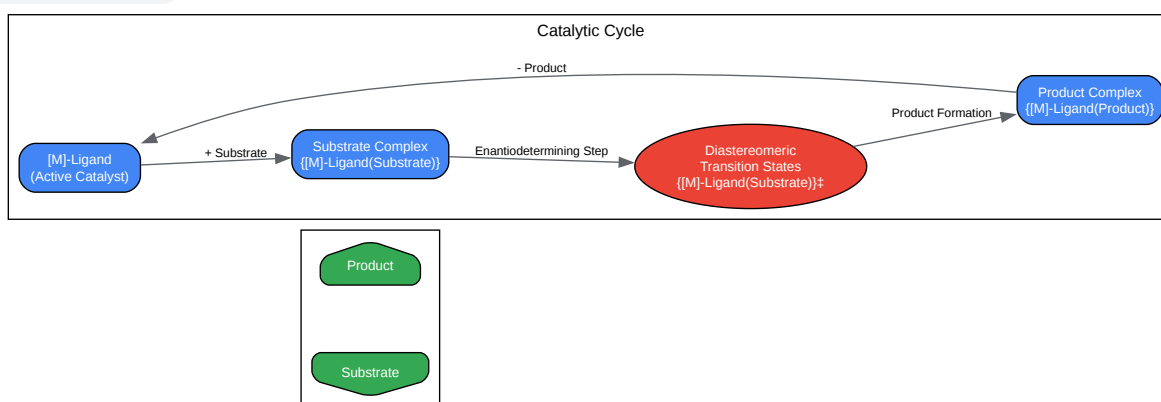 Catalytic Cycle
- Product
Product Complex
{[M]-Ligand(Product)}
Product Formation
[M]-Ligand
(Active Catalyst)
+ Substrate
Substrate Complex
{[M]-Ligand(Substrate)}
Enantiodetermining Step
Diastereomeric
Transition States
{[M]-Ligand(Substrate)}‡
Product
Substrate